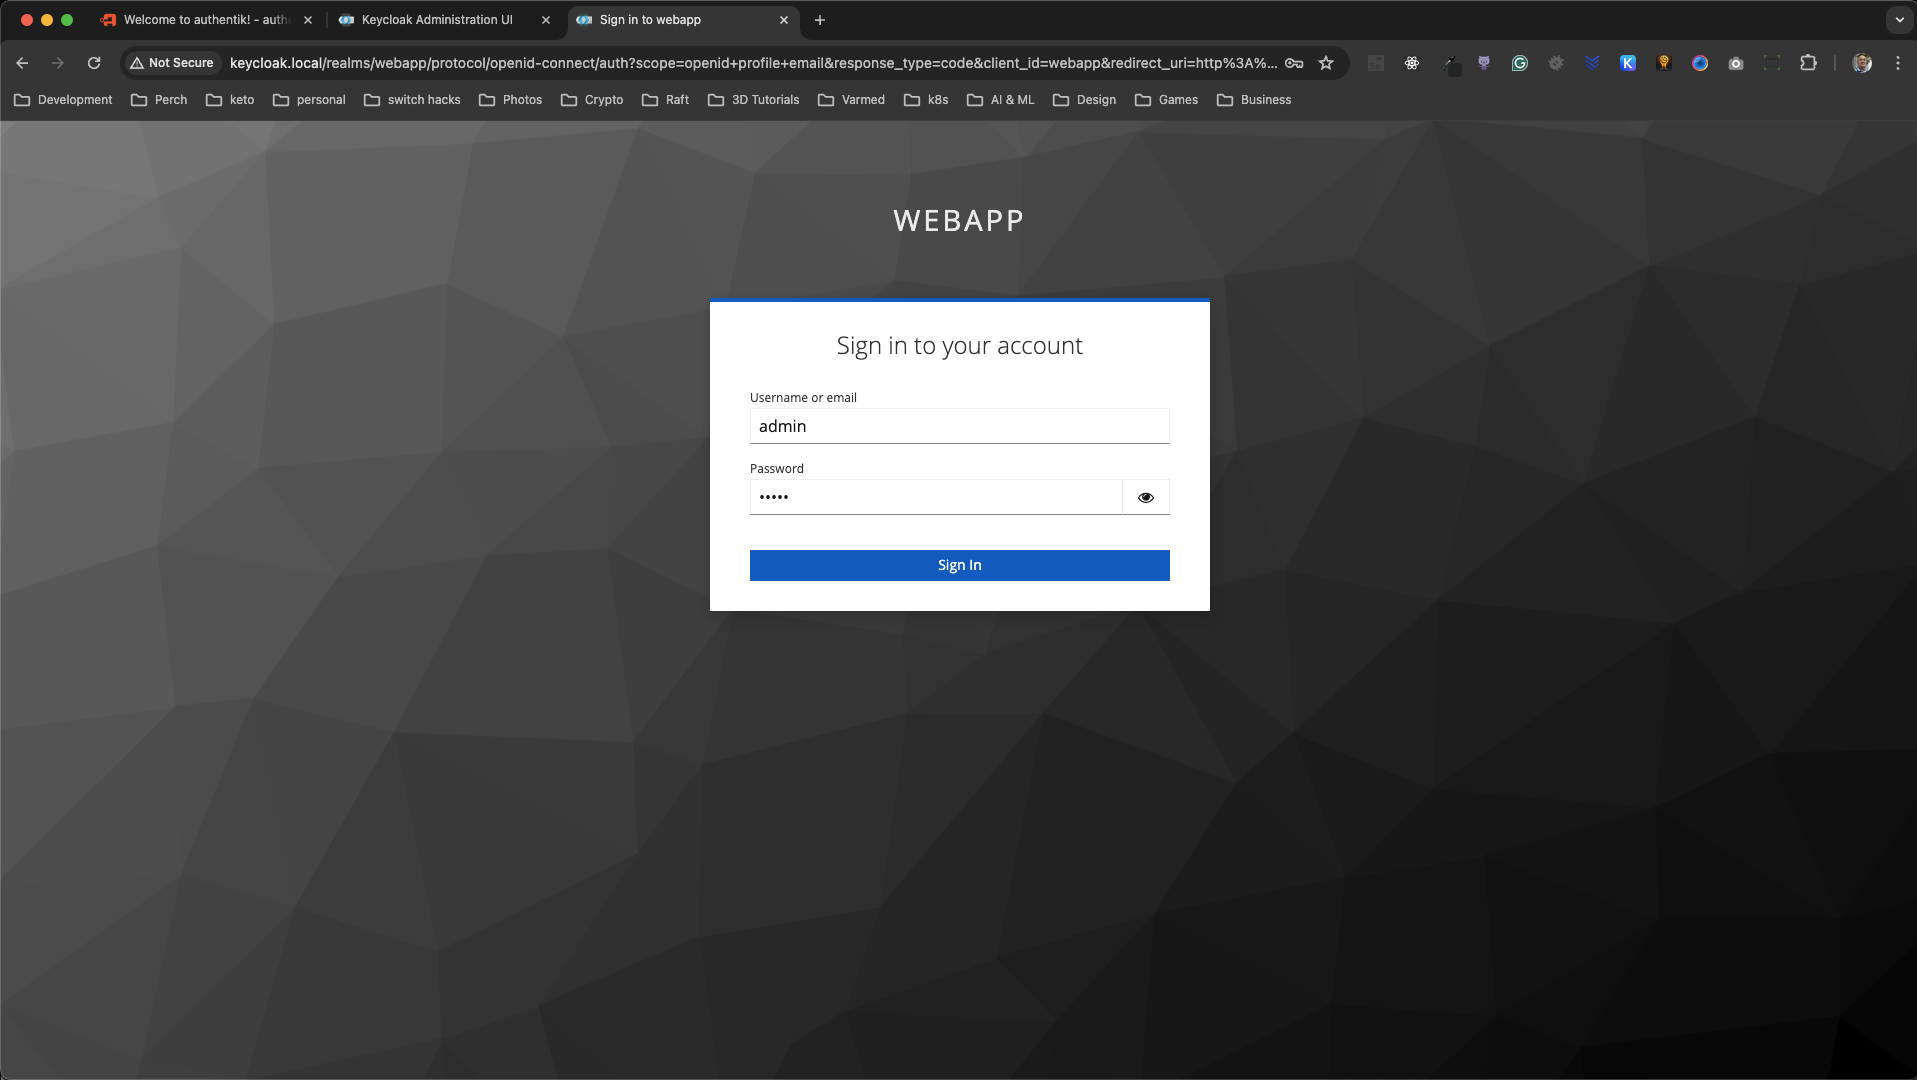 Welcome to authentik! - auth
Keycloak Administration UI
Sign in to webapp
Not Secure
keycloak.local/realms/webapp/protocol/openid-connect/auth?scope=openid+profile+email&response_type=code&client_id=webapp&redirect_uri=http%3A%...
Development
Perch
keto
personal
switch hacks
Photos
Crypto
Raft
3D Tutorials
Varmed
k8s
AI & ML
Design
Games
Business
WEBAPP
Sign in to your account
Username or email
admin
Password
•••••
Sign In